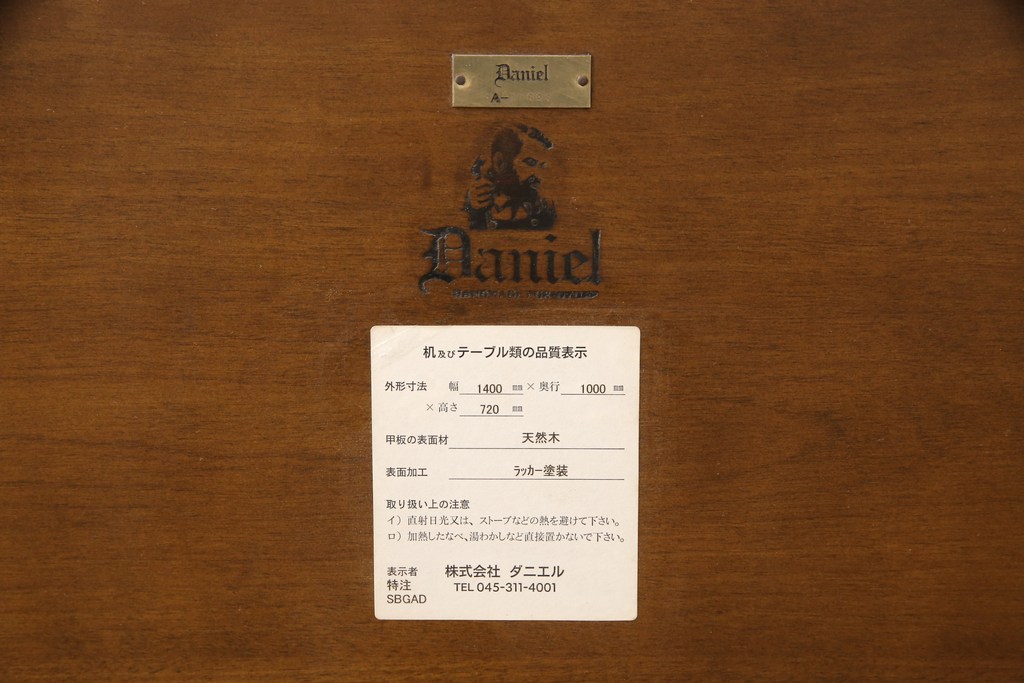 Daniel
A-
Daniel
机及びテーブル類の品質表示
外形寸法 幅 1400 ㎜ × 奥行 1000 ㎜
× 高さ 720 ㎜
甲板の表面材 天然木
表面加工 ラッカー塗装
取り扱い上の注意
イ）直射日光又は、ストーブなどの熱を避けて下さい。
ロ）加熱したなべ、湯わかしなど直接置かないで下さい。
表示者 株式会社 ダニエル
特注 TEL 045-311-4001
SBGAD